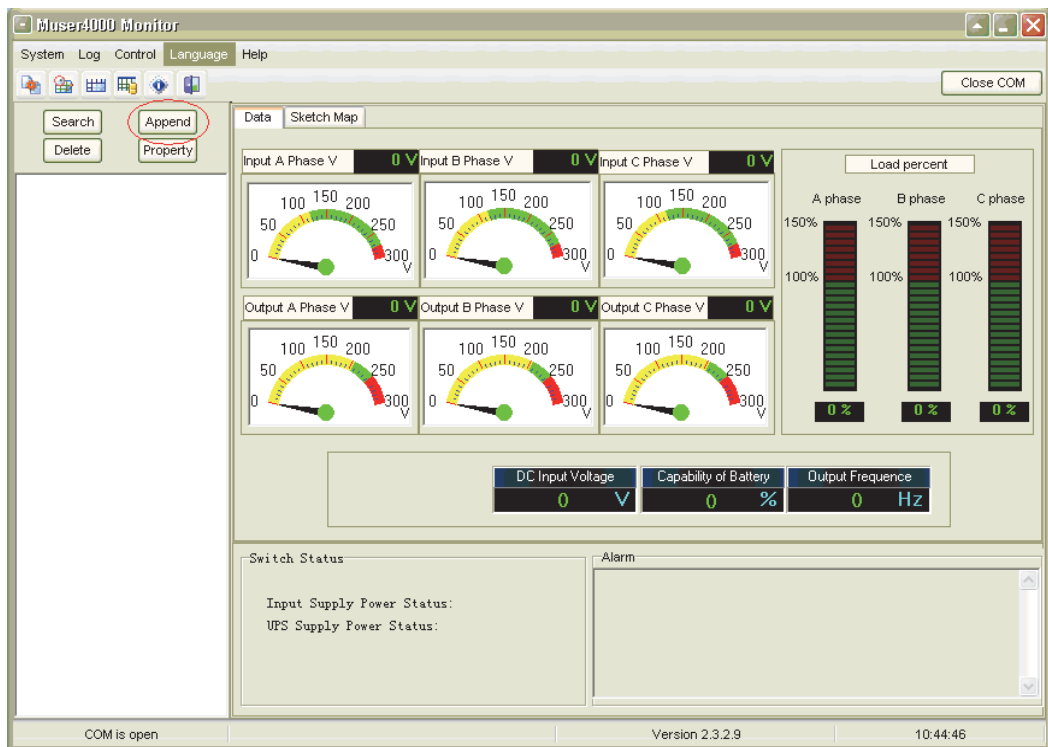 Muser4000 Monitor
System Log Control Language Help
Close COM
Search Append
Delete Property
Data Sketch Map
Input A Phase V 0 V Input B Phase V 0 V Input C Phase V 0 V
0 50 100 150 200 250 300 V
0 50 100 150 200 250 300 V
0 50 100 150 200 250 300 V
Output A Phase V 0 V Output B Phase V 0 V Output C Phase V 0 V
0 50 100 150 200 250 300 V
0 50 100 150 200 250 300 V
0 50 100 150 200 250 300 V
Load percent
A phase B phase C phase
150% 150% 150%
100% 100% 100%
0 % 0 % 0 %
DC Input Voltage Capability of Battery Output Frequence
0 V 0 % 0 Hz
Switch Status
Input Supply Power Status:
UPS Supply Power Status:
Alarm
COM is open Version 2.3.2.9 10:44:46